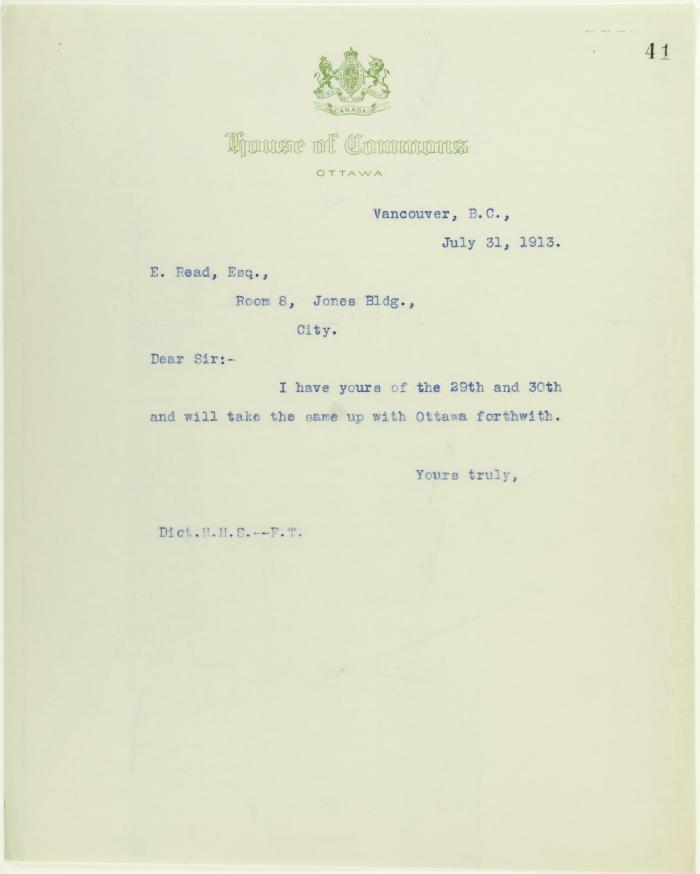 41
CANADA
House of Commons
OTTAWA
Vancouver, B.C.,
July 31, 1913.
E. Read, Esq.,
Room 8, Jones Bldg.,
City.
Dear Sir:-
I have yours of the 29th and 30th
and will take the same up with Ottawa forthwith.
Yours truly,
Dict.H.H.S.--F.T.